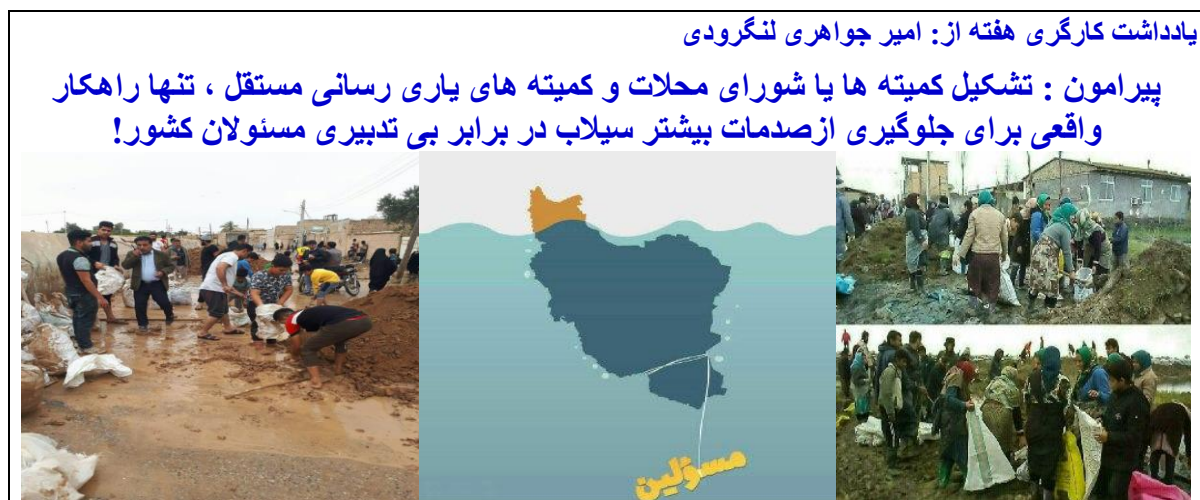 یادداشت کارگری هفته از: امیر جواهری لنگرودی
پیرامون : تشکیل کمیته ها یا شورای محلات و کمیته های یاری رسانی مستقل ، تنها راهکار
واقعی برای جلوگیری ازصدمات بیشتر سیلاب در برابر بی تدبیری مسئولان کشور!
مسؤلین